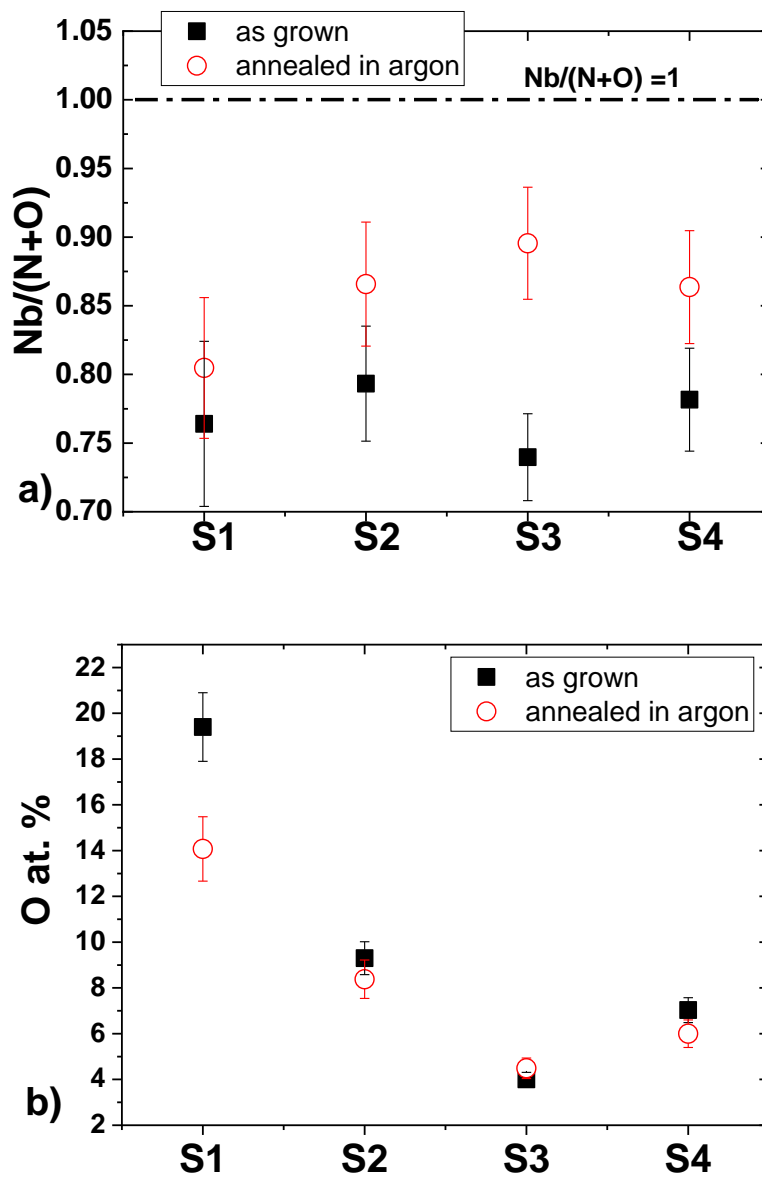 as grown
annealed in argon
Nb/(N+O) =1
1.05
1.00
0.95
0.90
0.85
0.80
0.75
0.70
Nb/(N+O)
a)
S1 S2 S3 S4
as grown
annealed in argon
22
20
18
16
14
12
10
8
6
4
2
O at. %
b)
S1 S2 S3 S4